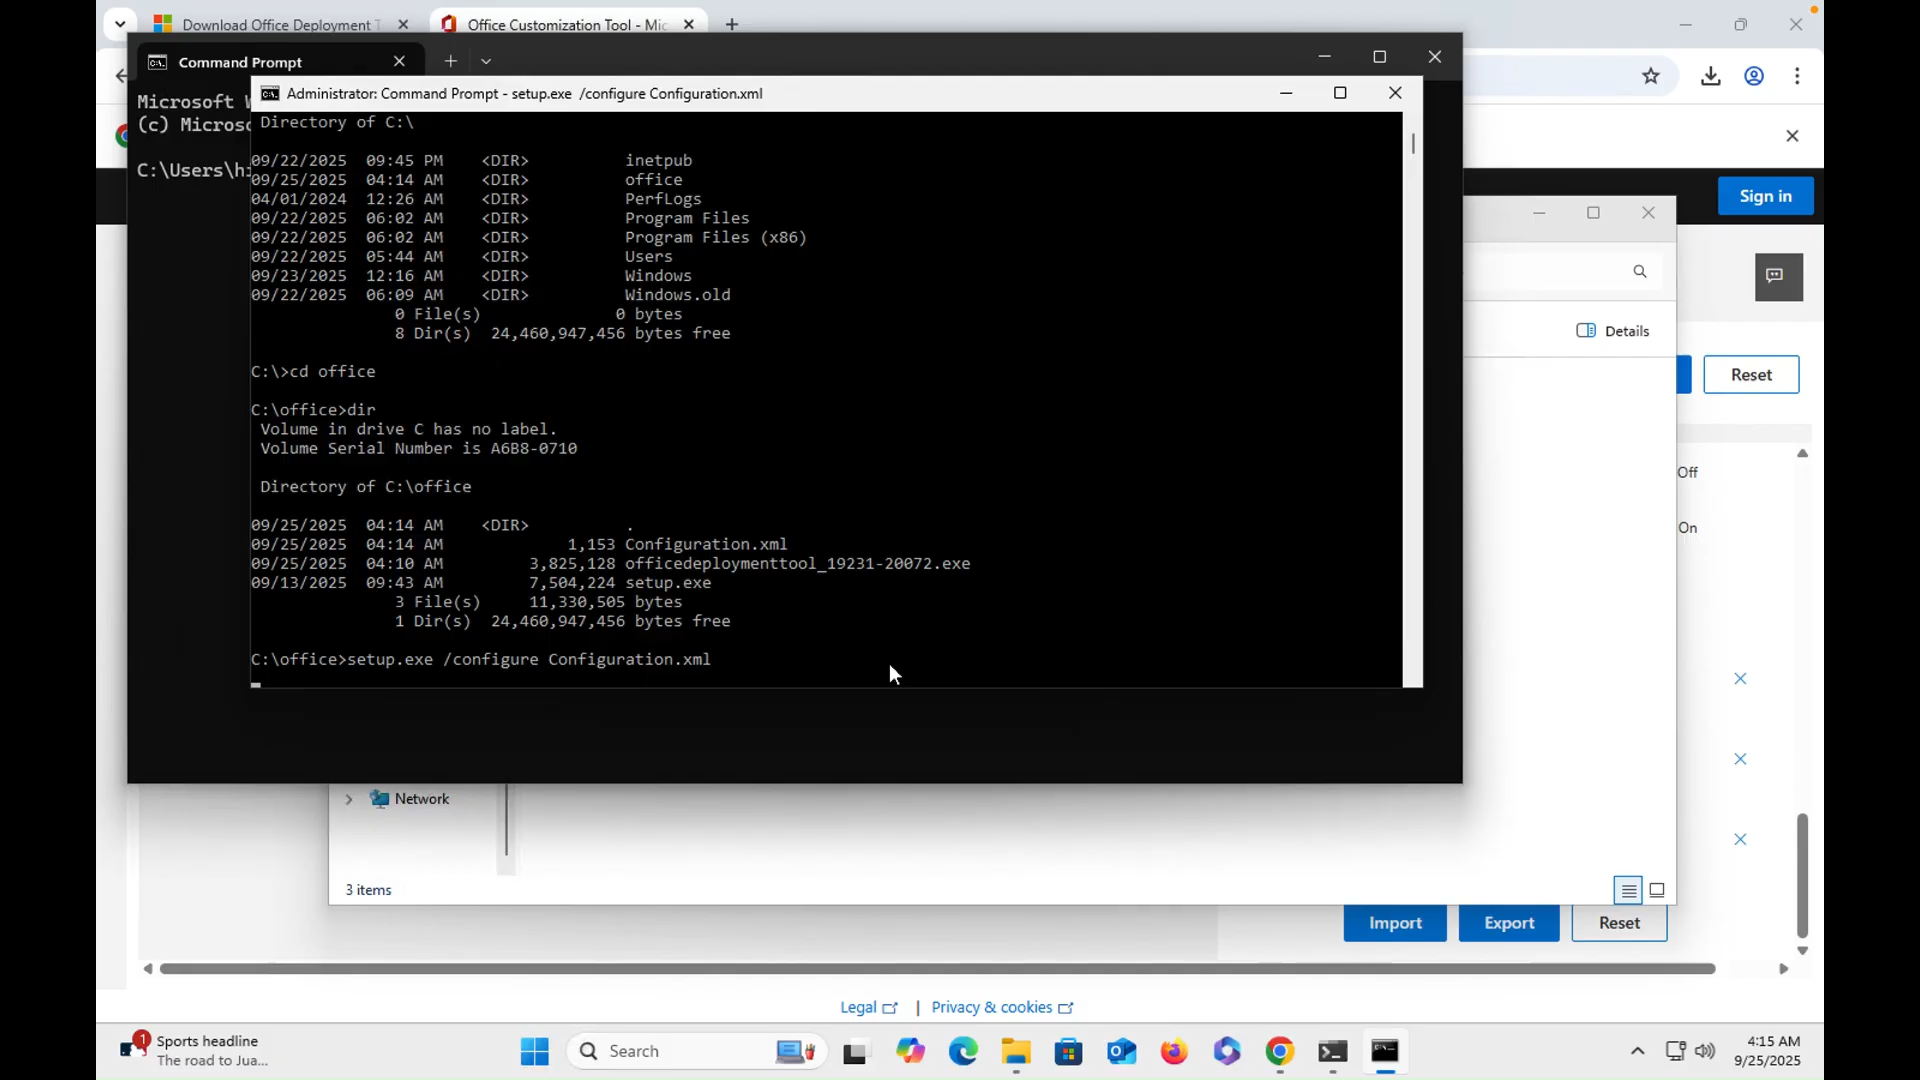 Download Office Deployment T
Office Customization Tool - Mic
Command Prompt
Microsoft W
(c) Microso
C:\Users\hi
Administrator: Command Prompt - setup.exe /configure Configuration.xml
Directory of C:\
09/22/2025 09:45 PM <DIR> inetpub
09/25/2025 04:14 AM <DIR> office
04/01/2024 12:26 AM <DIR> PerfLogs
09/22/2025 06:02 AM <DIR> Program Files
09/22/2025 06:02 AM <DIR> Program Files (x86)
09/22/2025 05:44 AM <DIR> Users
09/23/2025 12:16 AM <DIR> Windows
09/22/2025 06:09 AM <DIR> Windows.old
0 File(s) 0 bytes
8 Dir(s) 24,460,947,456 bytes free
C:\>cd office
C:\office>dir
Volume in drive C has no label.
Volume Serial Number is A6B8-0710
Directory of C:\office
09/25/2025 04:14 AM <DIR> .
09/25/2025 04:14 AM 1,153 Configuration.xml
09/25/2025 04:10 AM 3,825,128 officedeploymenttool_19231-20072.exe
09/13/2025 09:43 AM 7,504,224 setup.exe
3 File(s) 11,330,505 bytes
1 Dir(s) 24,460,947,456 bytes free
C:\office>setup.exe /configure Configuration.xml
Sign in
Details
Reset
Off
On
Network
3 items
Import
Export
Reset
Legal
|
Privacy & cookies
1
Sports headline
The road to Jua...
Search
4:15 AM
9/25/2025